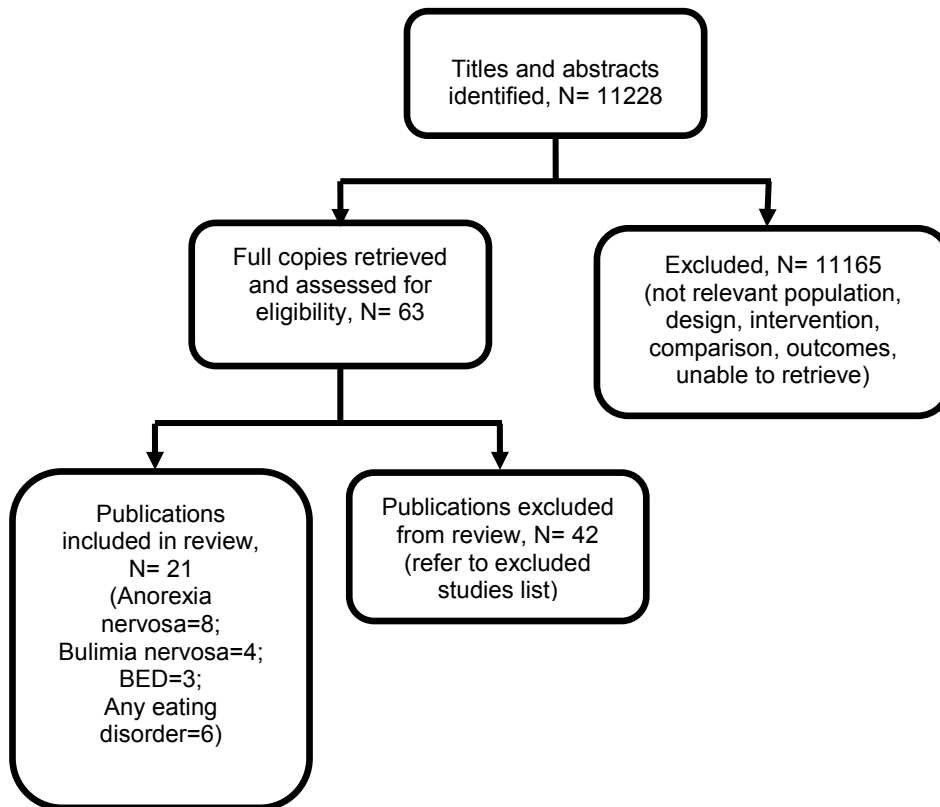 Titles and abstracts
identified, N= 11228
Full copies retrieved
and assessed for
eligibility, N= 63
Excluded, N= 11165
(not relevant population,
design, intervention,
comparison, outcomes,
unable to retrieve)
Publications
included in review,
N= 21
(Anorexia
nervosa=8;
Bulimia nervosa=4;
BED=3;
Any eating
disorder=6)
Publications excluded
from review, N= 42
(refer to excluded
studies list)